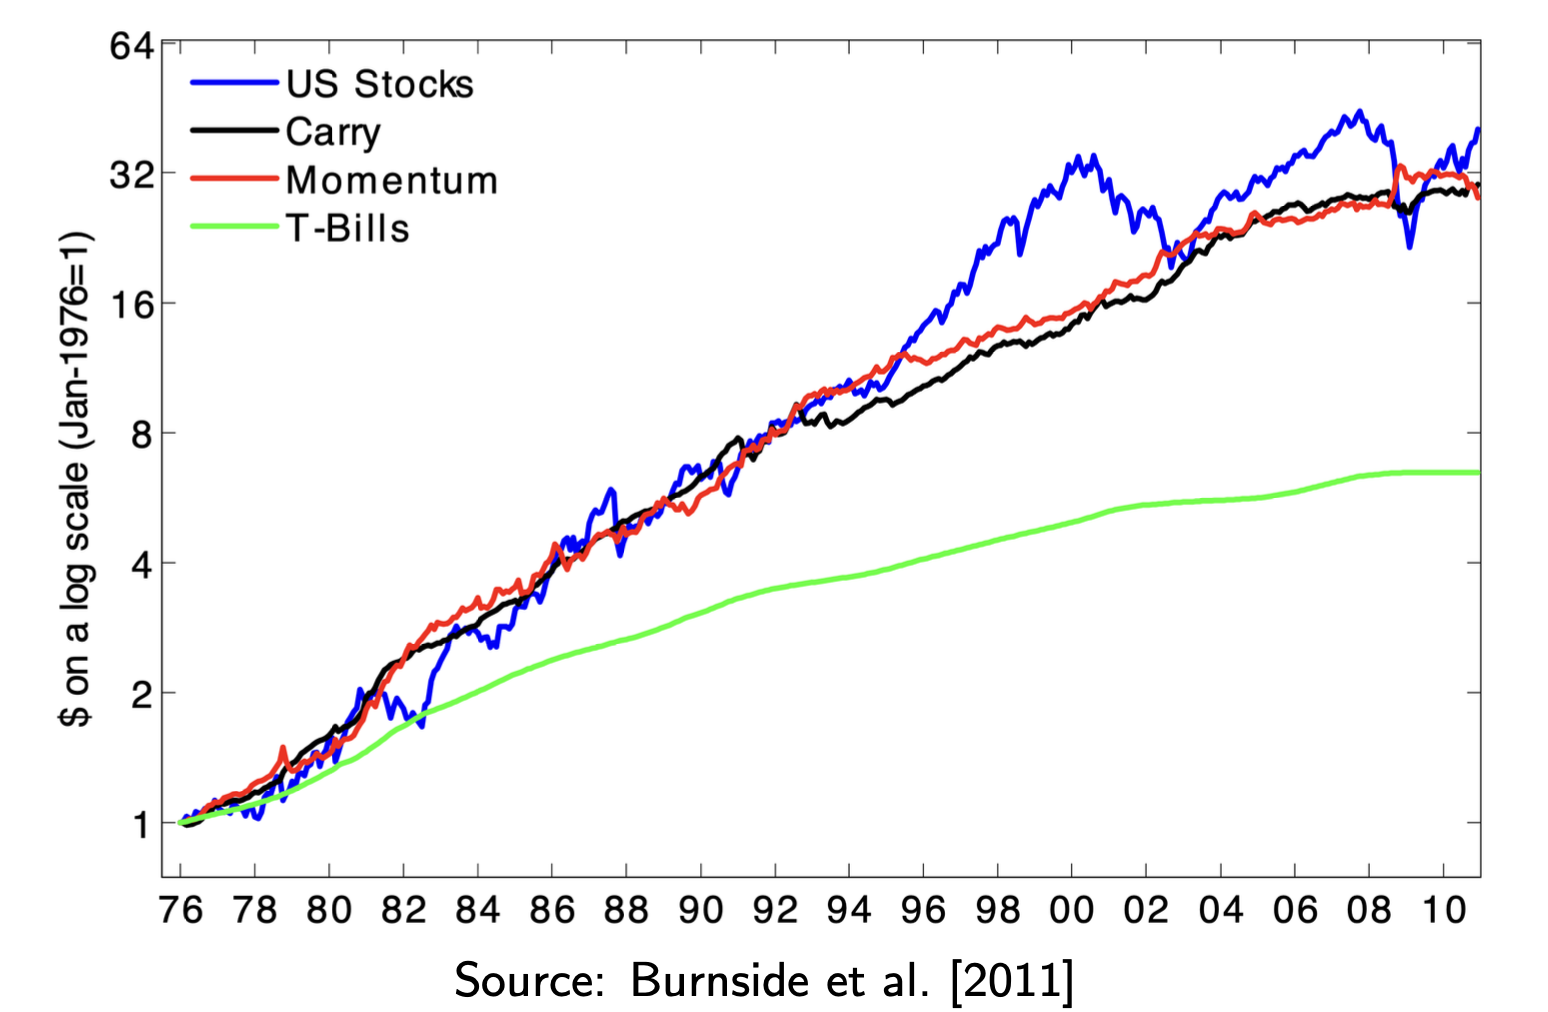 $ on a log scale (Jan-1976=1)
64
32
16
8
4
2
1
US Stocks
Carry
Momentum
T-Bills
76 78 80 82 84 86 88 90 92 94 96 98 00 02 04 06 08 10
Source: Burnside et al. [2011]